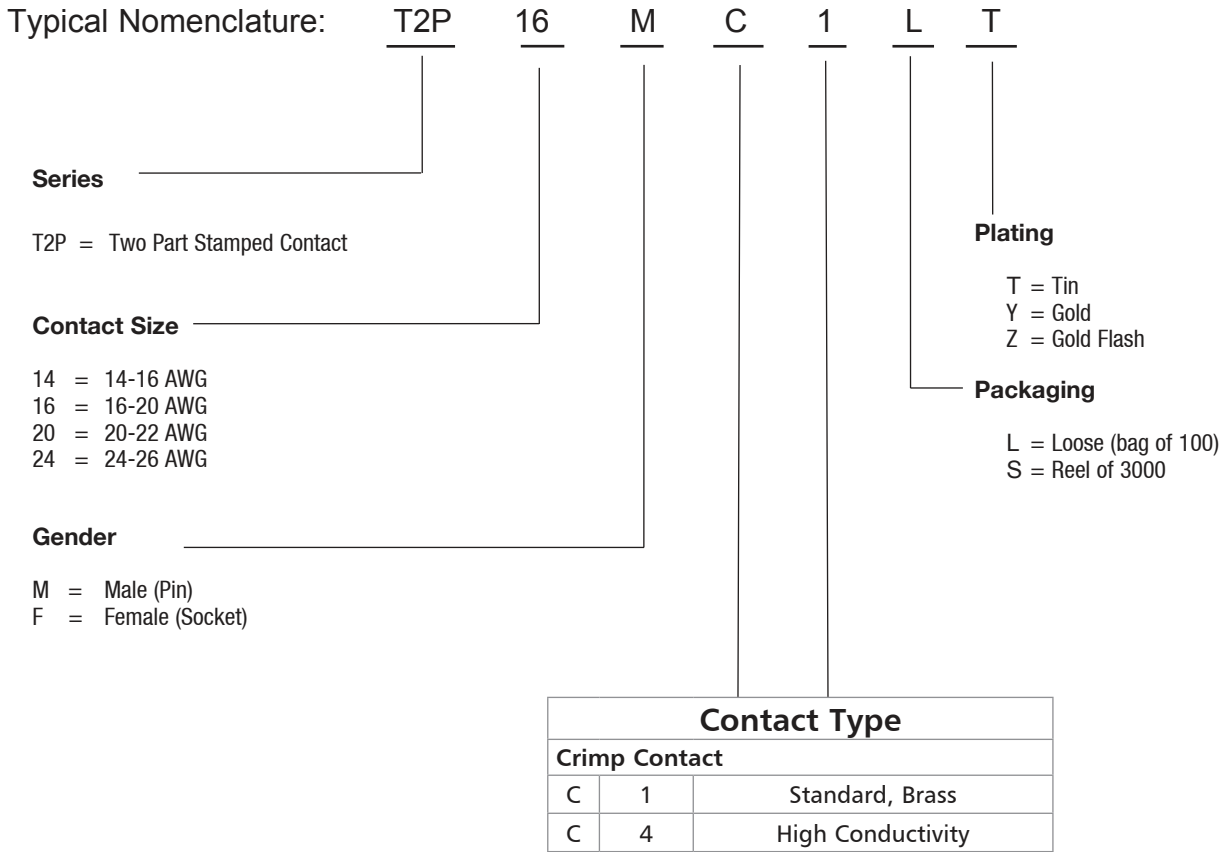 Typical Nomenclature: T2P 16 M C 1 L T
Series
T2P = Two Part Stamped Contact
Contact Size
14 = 14-16 AWG
16 = 16-20 AWG
20 = 20-22 AWG
24 = 24-26 AWG
Gender
M = Male (Pin)
F = Female (Socket)
Plating
T = Tin
Y = Gold
Z = Gold Flash
Packaging
L = Loose (bag of 100)
S = Reel of 3000
Contact Type
Crimp Contact
C 1 Standard, Brass
C 4 High Conductivity